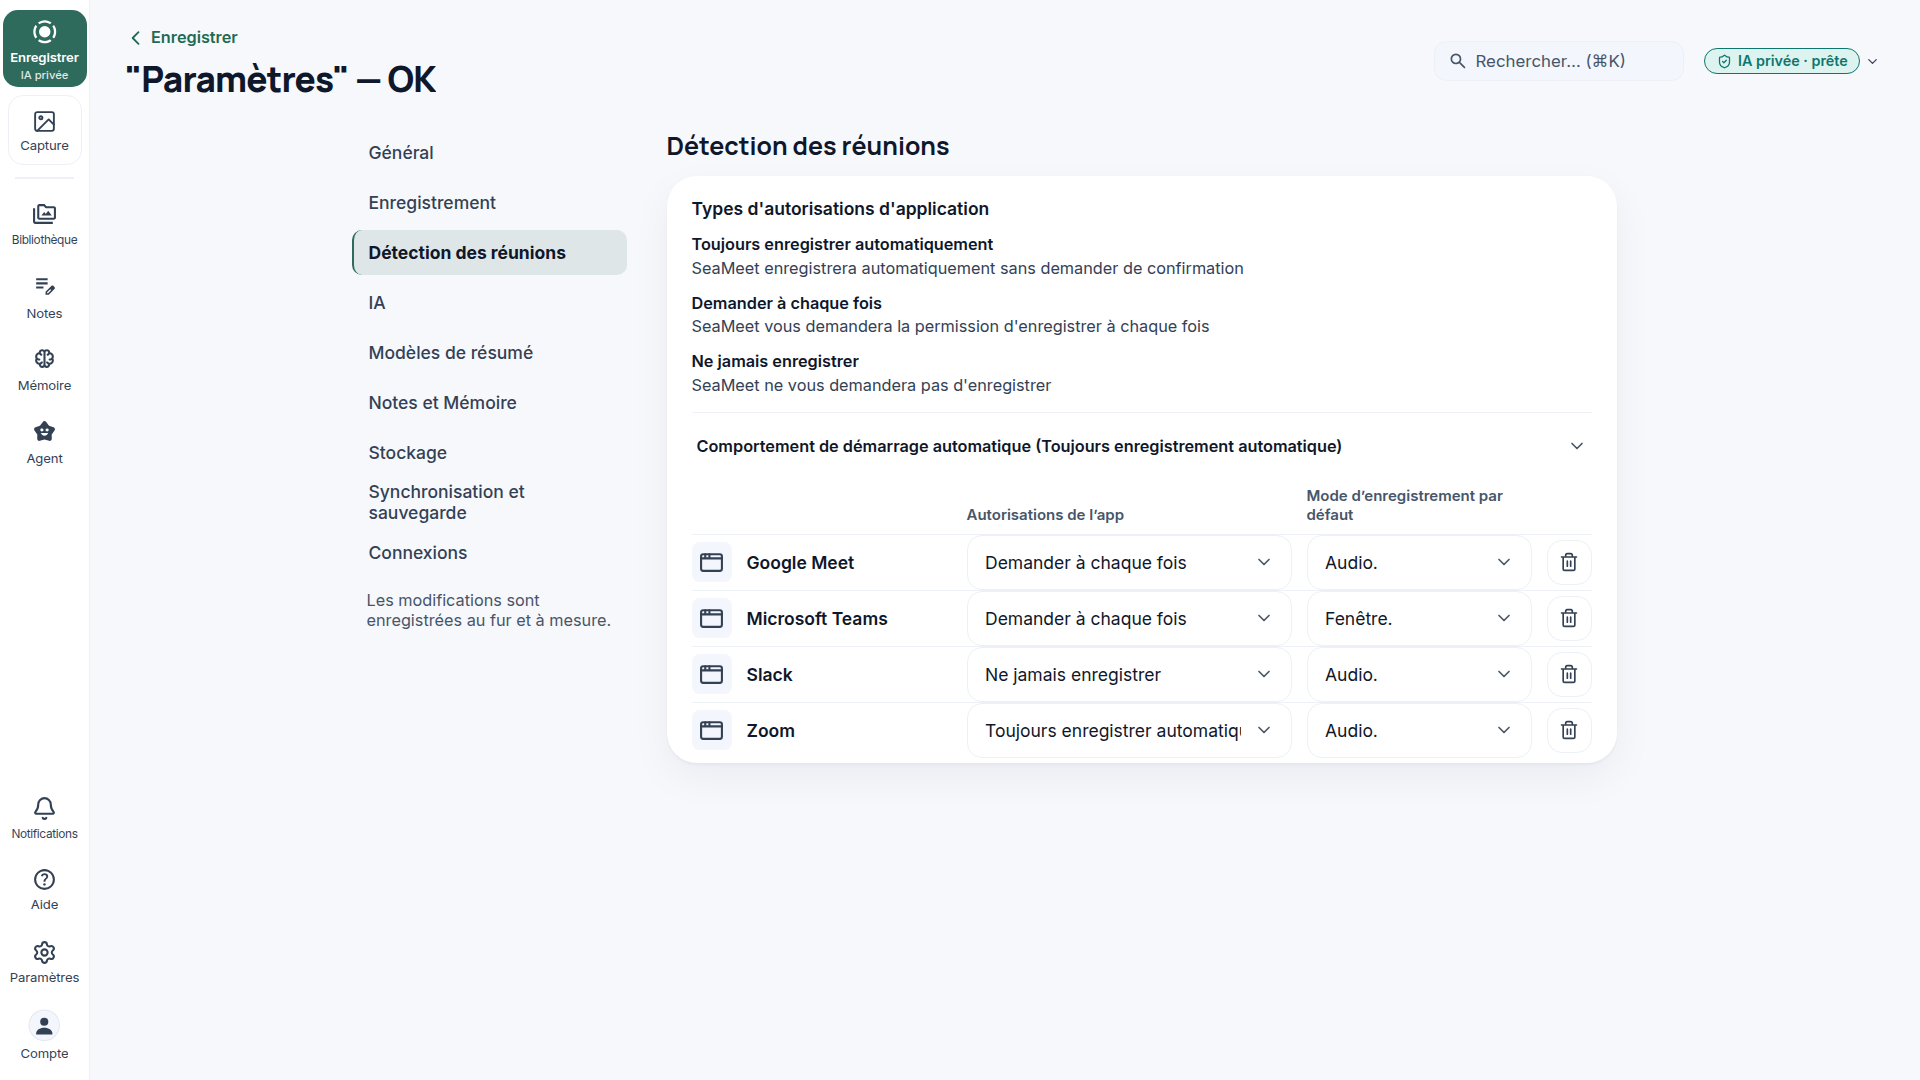 Enregistrer
IA privée
Capture
Bibliothèque
Notes
Mémoire
Agent
Notifications
Aide
Paramètres
Compte
Enregistrer
"Paramètres" – OK
Rechercher... (⌘K)
IA privée · prête
Général
Enregistrement
Détection des réunions
IA
Modèles de résumé
Notes et Mémoire
Stockage
Synchronisation et
sauvegarde
Connexions
Les modifications sont
enregistrées au fur et à mesure.
Détection des réunions
Types d'autorisations d'application
Toujours enregistrer automatiquement
SeaMeet enregistrera automatiquement sans demander de confirmation
Demander à chaque fois
SeaMeet vous demandera la permission d'enregistrer à chaque fois
Ne jamais enregistrer
SeaMeet ne vous demandera pas d'enregistrer
Comportement de démarrage automatique (Toujours enregistrement automatique)
Autorisations de l’app
Mode d’enregistrement par
défaut
Google Meet
Demander à chaque fois
Audio.
Microsoft Teams
Demander à chaque fois
Fenêtre.
Slack
Ne jamais enregistrer
Audio.
Zoom
Toujours enregistrer automatiq
Audio.